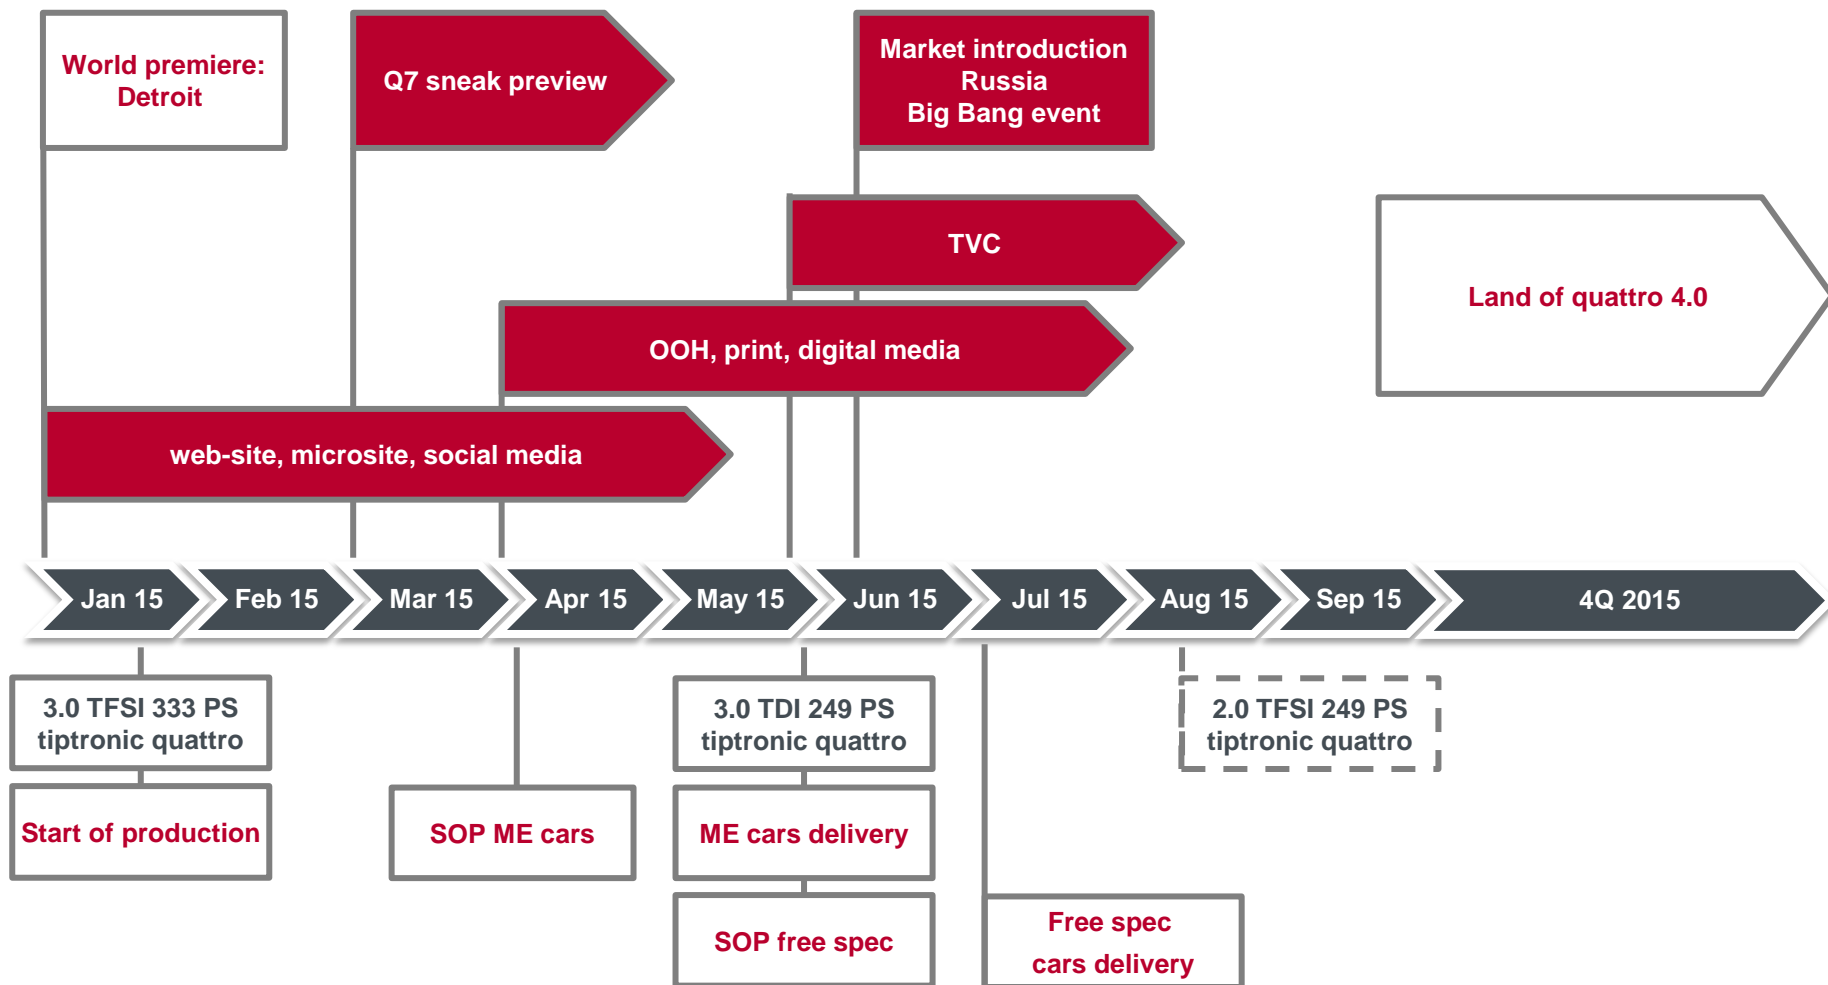 World premiere:
Detroit
Q7 sneak preview
Market introduction
Russia
Big Bang event
TVC
Land of quattro 4.0
OOH, print, digital media
web-site, microsite, social media
Jan 15
Feb 15
Mar 15
Apr 15
May 15
Jun 15
Jul 15
Aug 15
Sep 15
4Q 2015
3.0 TFSI 333 PS
tiptronic quattro
3.0 TDI 249 PS
tiptronic quattro
2.0 TFSI 249 PS
tiptronic quattro
Start of production
SOP ME cars
ME cars delivery
SOP free spec
Free spec
cars delivery